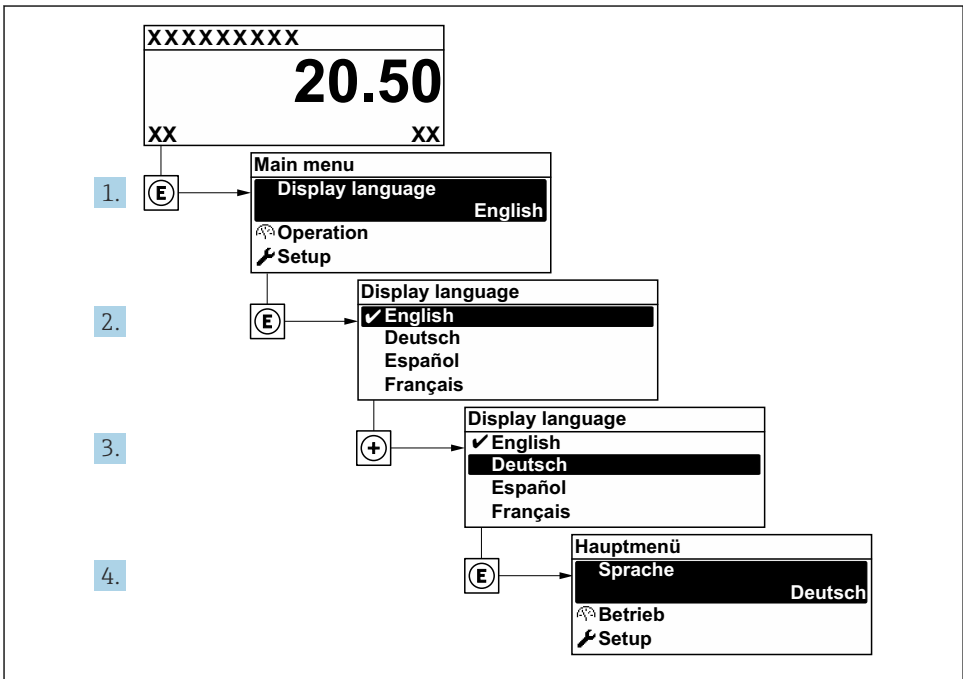 XXXXXXXXX
20.50
XX XX
1.
E
Main menu
Display language
English
Operation
Setup
2.
E
Display language
✔ English
Deutsch
Español
Français
3.
+
Display language
✔ English
Deutsch
Español
Français
4.
E
Hauptmenü
Sprache
Deutsch
Betrieb
Setup